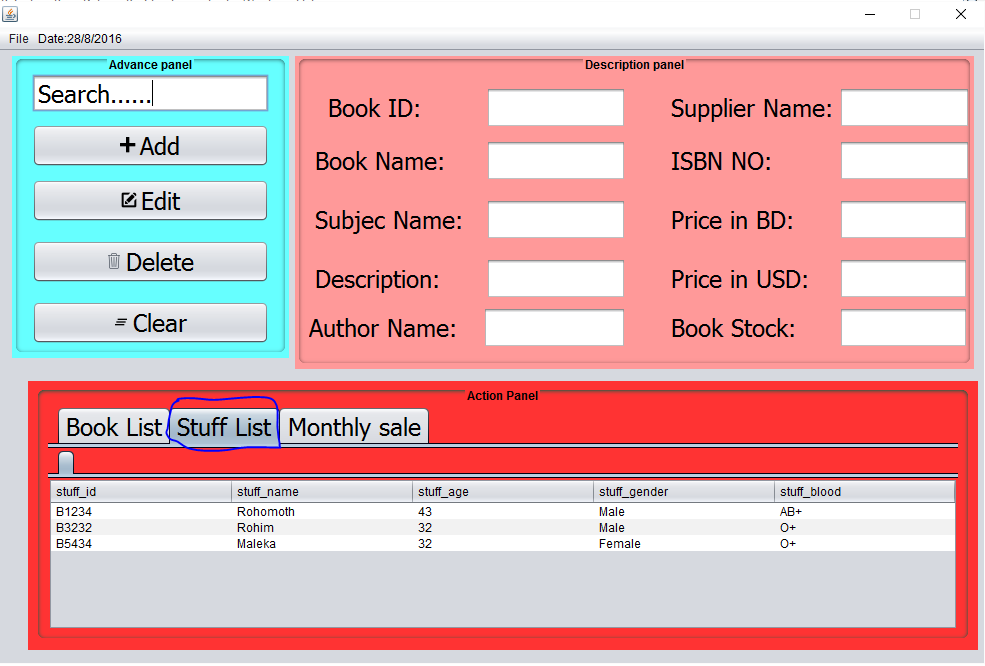 File Date:28/8/2016
Advance panel
Search......
Add
Edit
Delete
Clear
Description panel
Book ID:
Supplier Name:
Book Name:
ISBN NO:
Subjec Name:
Price in BD:
Description:
Price in USD:
Author Name:
Book Stock:
Action Panel
Book List Stuff List Monthly sale
stuff_id stuff_name stuff_age stuff_gender stuff_blood
B1234 Rohomoth 43 Male AB+
B3232 Rohim 32 Male O+
B5434 Maleka 32 Female O+